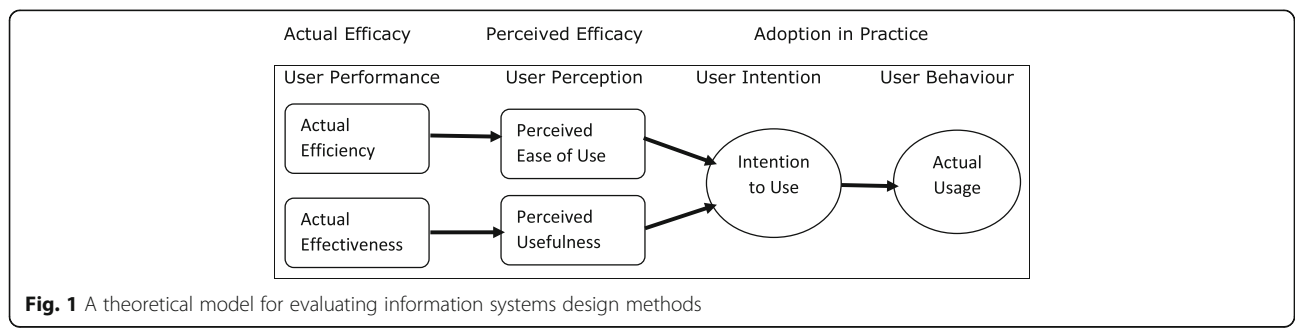 Actual Efficacy Perceived Efficacy Adoption in Practice
User Performance User Perception User Intention User Behaviour
Actual
Efficiency
Perceived
Ease of Use
Intention
to Use
Actual
Usage
Actual
Effectiveness
Perceived
Usefulness
Fig. 1 A theoretical model for evaluating information systems design methods